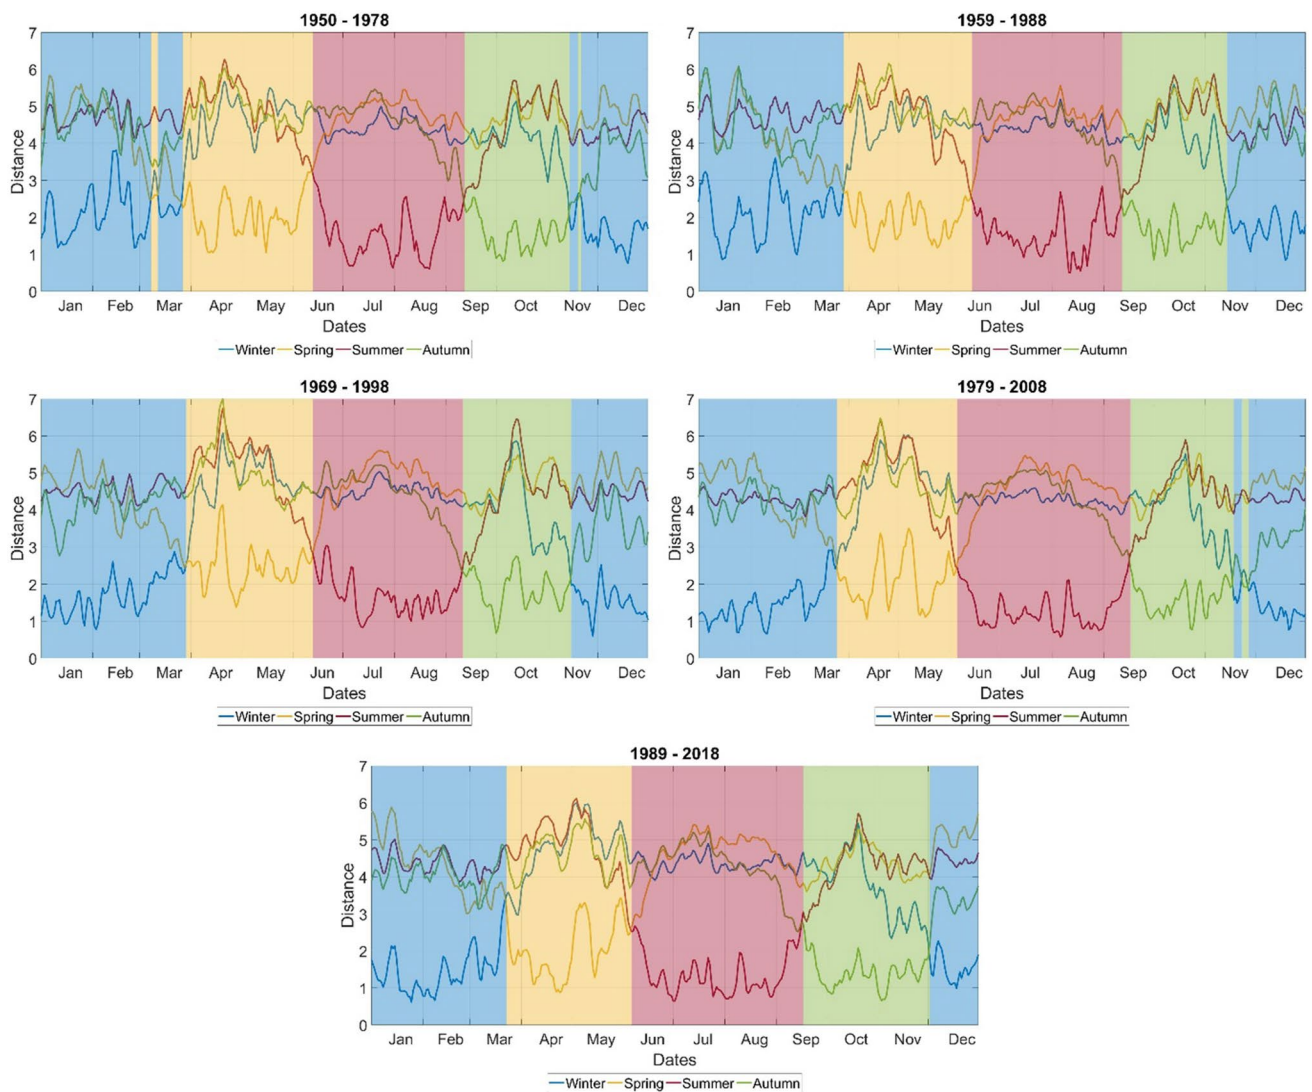 1950 - 1978
7
6
5
4
3
2
1
0
Distance
Jan Feb Mar Apr May Jun Jul Aug Sep Oct Nov Dec
Dates
Winter Spring Summer Autumn
1959 - 1988
7
6
5
4
3
2
1
0
Distance
Jan Feb Mar Apr May Jun Jul Aug Sep Oct Nov Dec
Dates
Winter Spring Summer Autumn
1969 - 1998
7
6
5
4
3
2
1
0
Distance
Jan Feb Mar Apr May Jun Jul Aug Sep Oct Nov Dec
Dates
Winter Spring Summer Autumn
1979 - 2008
7
6
5
4
3
2
1
0
Distance
Jan Feb Mar Apr May Jun Jul Aug Sep Oct Nov Dec
Dates
Winter Spring Summer Autumn
1989 - 2018
7
6
5
4
3
2
1
0
Distance
Jan Feb Mar Apr May Jun Jul Aug Sep Oct Nov Dec
Dates
Winter Spring Summer Autumn